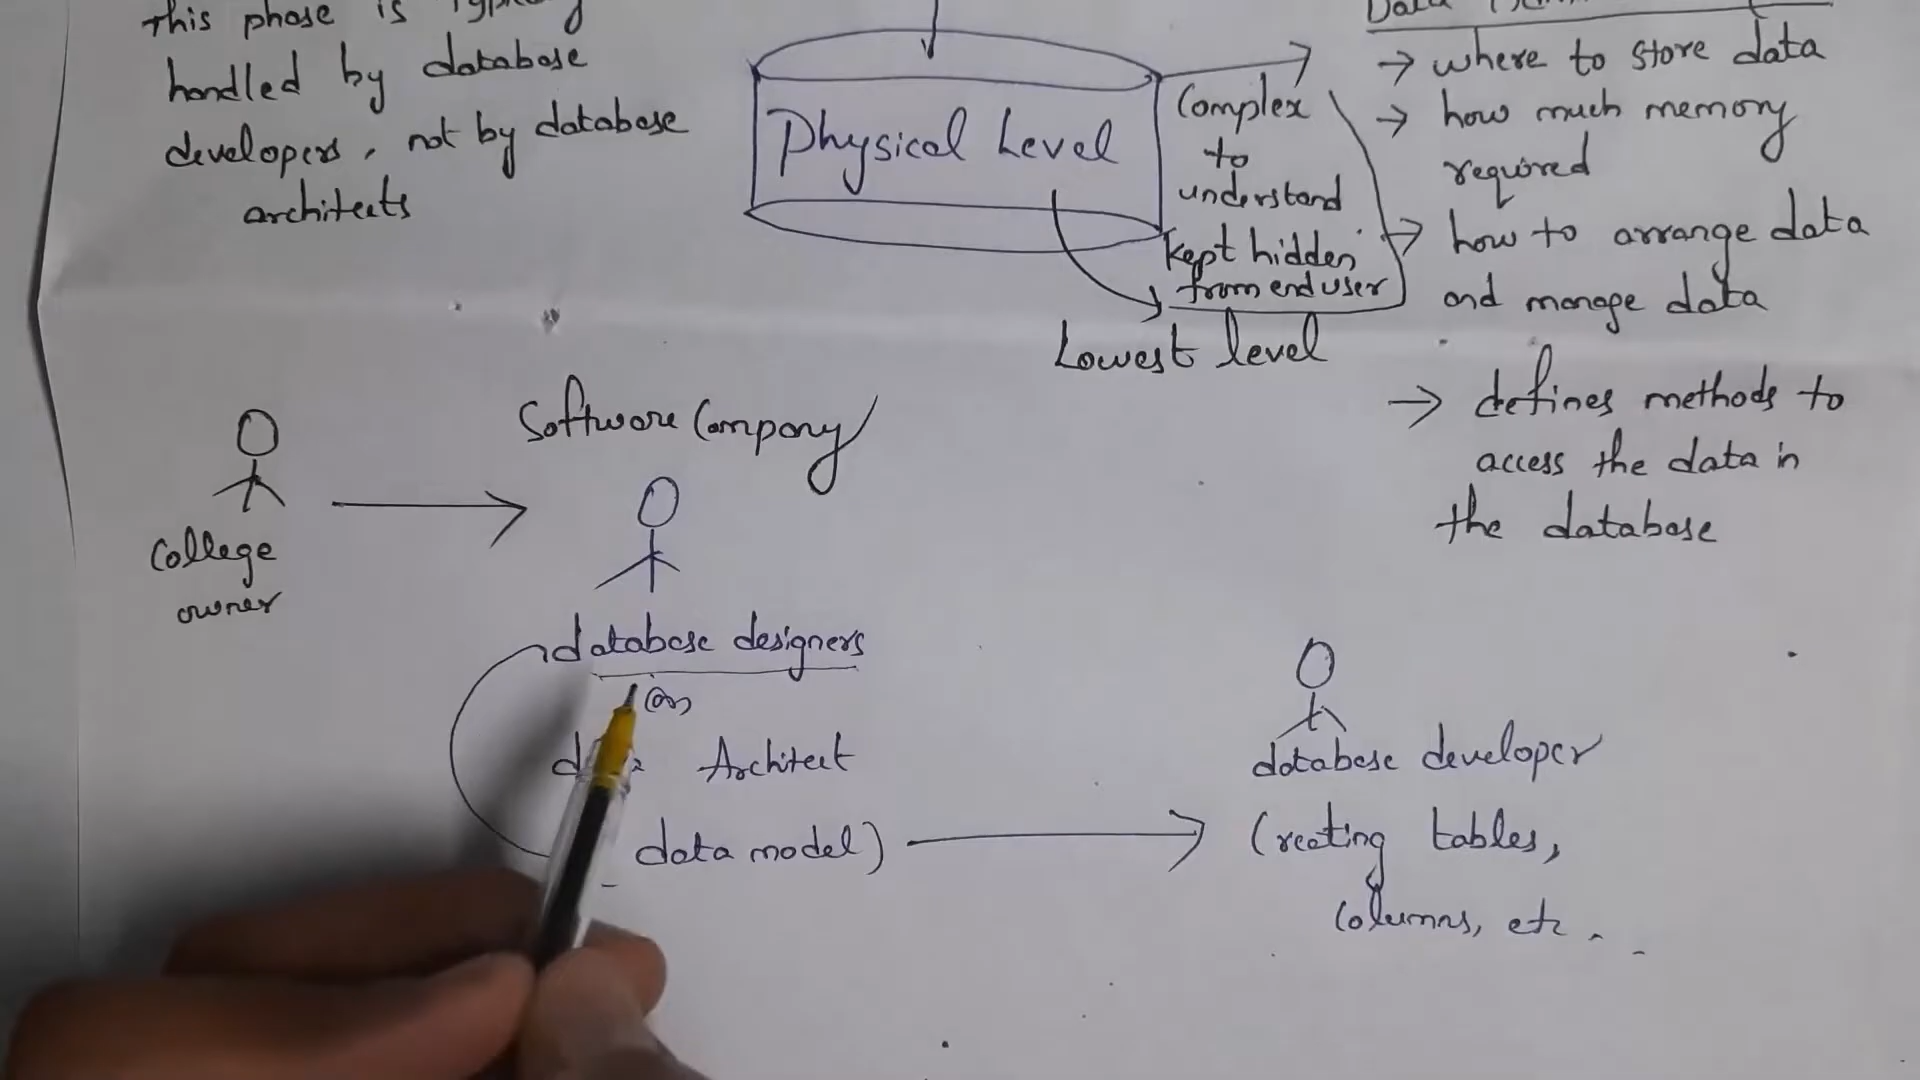 This phase is
handled by database
developers, not by database
architects
Physical Level
Complex
to
understand
kept hidden
from end user
Lowest level
Data
→ where to store data
→ how much memory
required
→ how to arrange data
and manage data
→ defines methods to
access the data in
the database
College
owner
Software Company
database designers
(or)
Architect
data model)
database developer
(reating tables,
columns, etc..